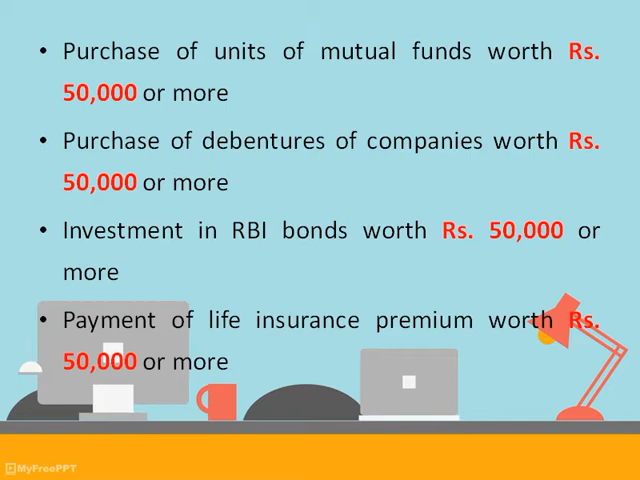 • Purchase of units of mutual funds worth Rs.
50,000 or more
• Purchase of debentures of companies worth Rs.
50,000 or more
• Investment in RBI bonds worth Rs. 50,000 or
more
• Payment of life insurance premium worth Rs.
50,000 or more
MyFreePPT